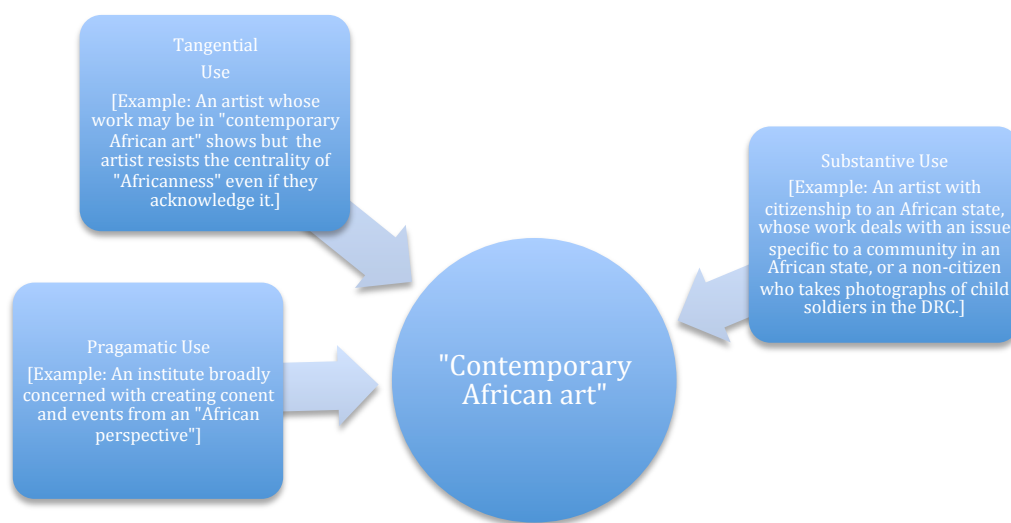 Tangential
Use
[Example: An artist whose
work may be in "contemporary
African art" shows but the
artist resists the centrality of
"Africanness" even if they
acknowledge it.]
Substantive Use
[Example: An artist with
citizenship to an African state,
whose work deals with an issue
specific to a community in an
African state, or a non-citizen
who takes photographs of child
soldiers in the DRC.]
Pragamatic Use
[Example: An institute broadly
concerned with creating conent
and events from an "African
perspective"]
"Contemporary
African art"